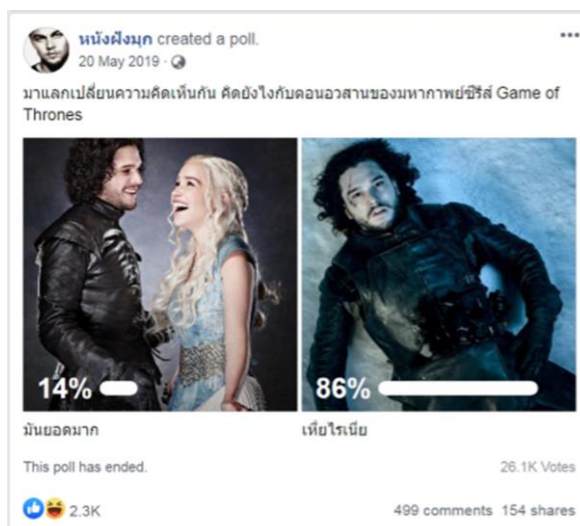 หนังฝังมุก created a poll.
20 May 2019
มาแลกเปลี่ยนความคิดเห็นกัน คิดยังไงกับตอนอวสานของมหากาพย์ซีรีส์ Game of
Thrones
14%
86%
มันยอดมาก
เหี่ยไรเนี่ย
This poll has ended.
26.1K Votes
2.3K
499 comments 154 shares